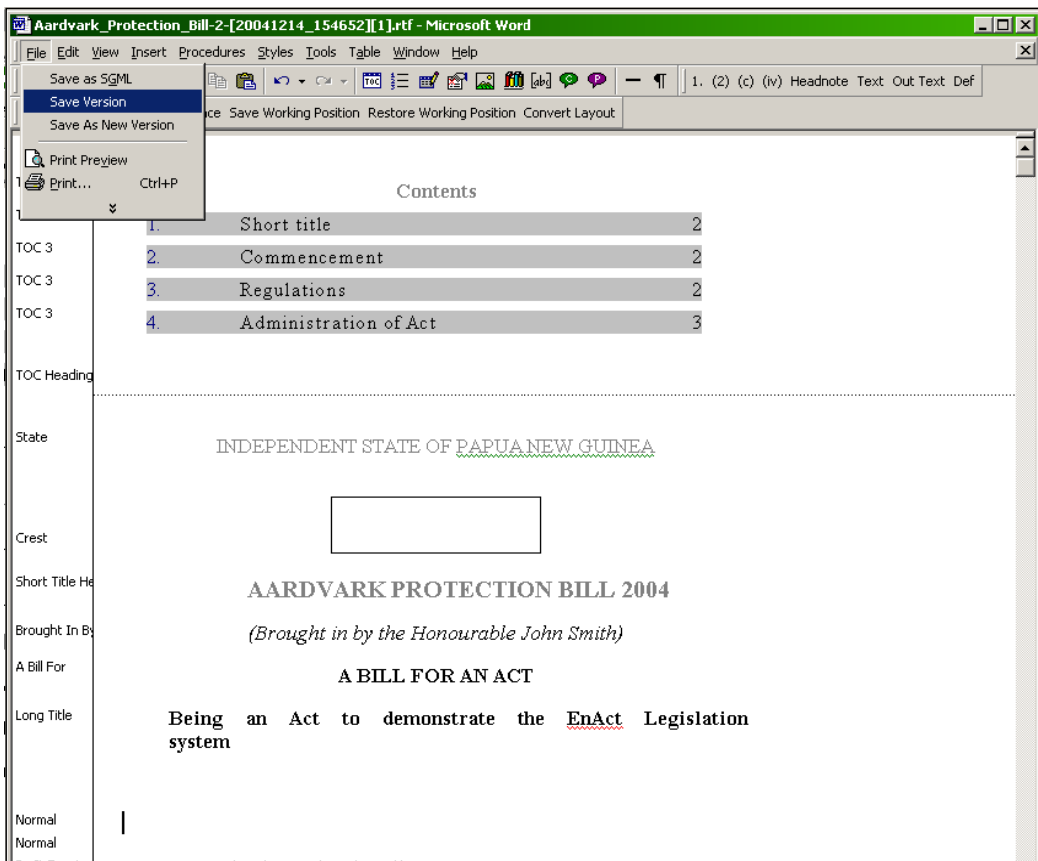 Aardvark_Protection_Bill-2-[20041214_154652][1].rtf - Microsoft Word
File Edit View Insert Procedures Styles Tools Table Window Help
Save as SGML
Save Version
Save As New Version
Print Preview
Print... Ctrl+P
TOC [ab] C P ¶ 1. (2) (c) (iv) Headnote Text Out Text Def
Save Working Position Restore Working Position Convert Layout
Contents
1. Short title 2
TOC 3 2. Commencement 2
TOC 3 3. Regulations 2
TOC 3 4. Administration of Act 3
TOC Heading
State INDEPENDENT STATE OF PAPUA NEW GUINEA
Crest
Short Title He AARDVARK PROTECTION BILL 2004
Brought In By (Brought in by the Honourable John Smith)
A Bill For A BILL FOR AN ACT
Long Title Being an Act to demonstrate the EnAct Legislation
system
Normal
Normal